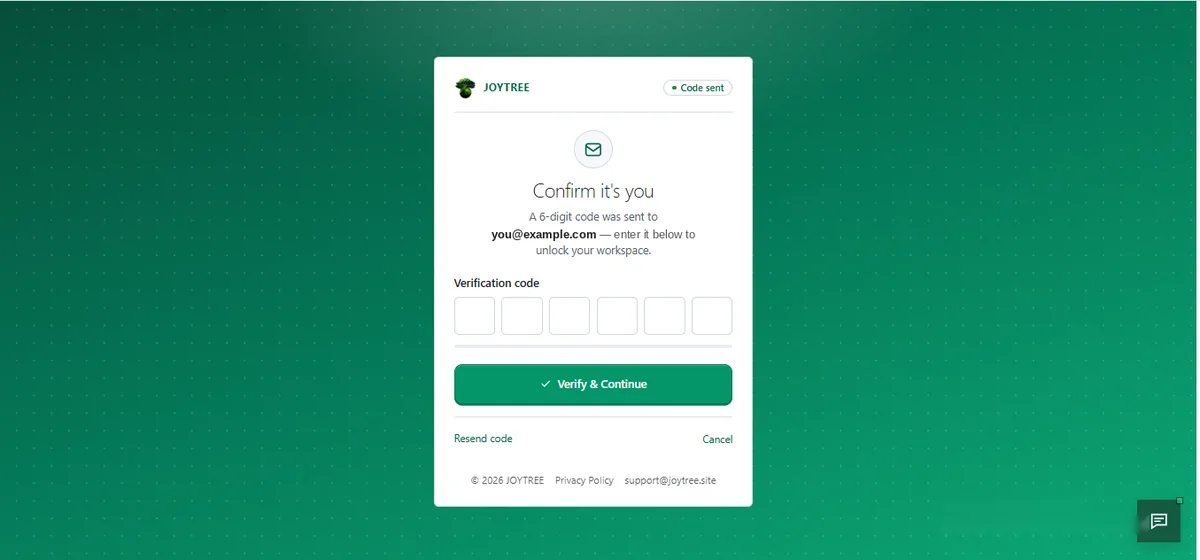 JOYTREE
Code sent
Confirm it's you
A 6-digit code was sent to
you@example.com — enter it below to
unlock your workspace.
Verification code
Verify & Continue
Resend code
Cancel
© 2026 JOYTREE Privacy Policy support@joytree.site